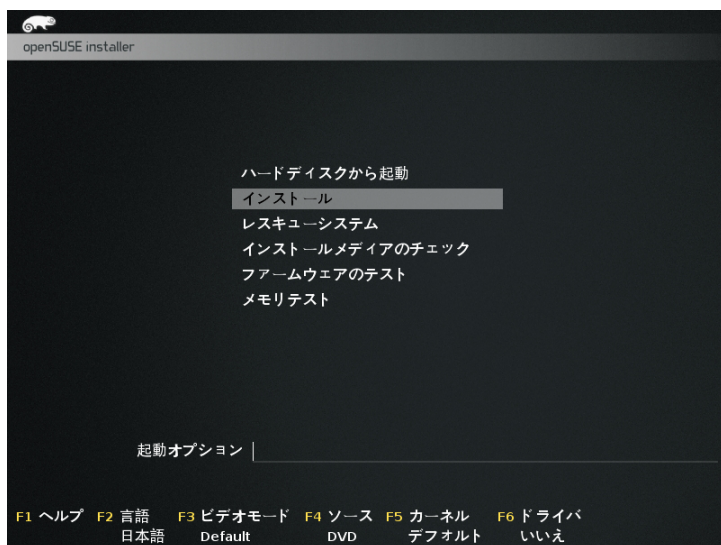 openSUSE installer
ハードディスクから起動
インストール
レスキューシステム
インストールメディアのチェック
ファームウェアのテスト
メモリテスト
起動オプション
F1 ヘルプ F2 言語 F3 ビデオモード F4 ソース F5 カーネル F6 ドライバ
日本語 Default DVD デフォルト いいえ